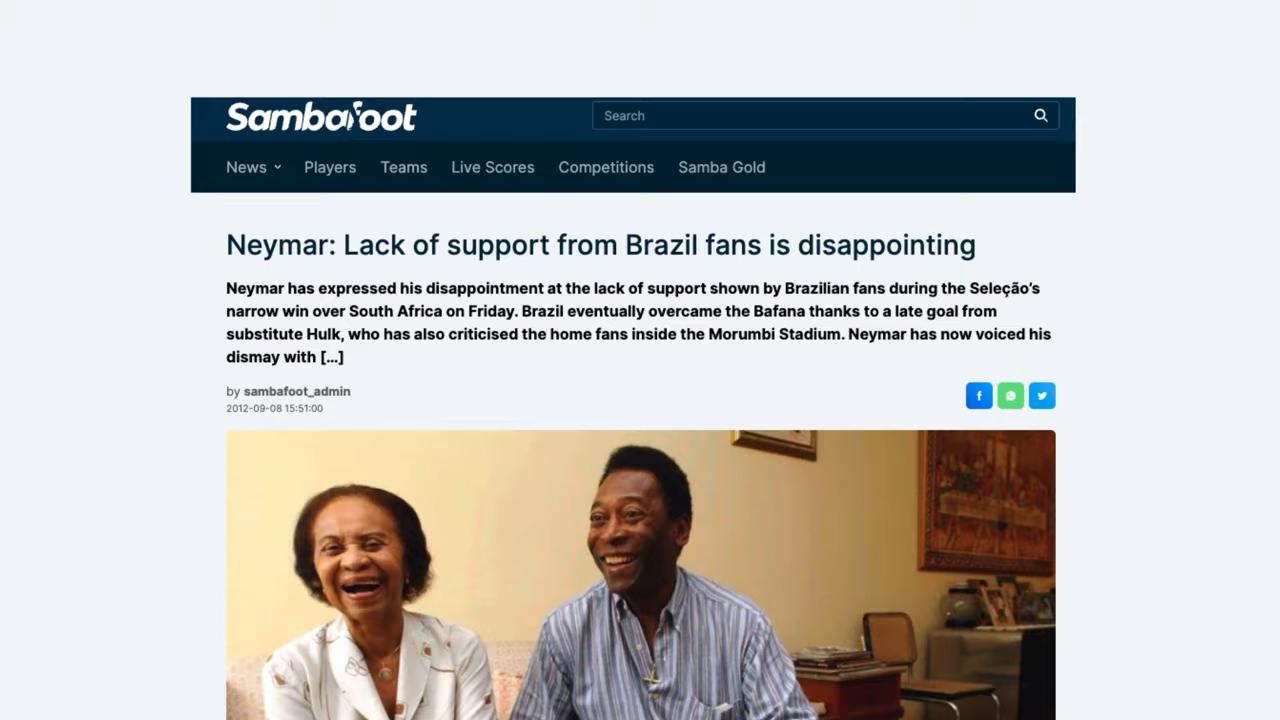 Sambafoot
Search
News Players Teams Live Scores Competitions Samba Gold
Neymar: Lack of support from Brazil fans is disappointing
Neymar has expressed his disappointment at the lack of support shown by Brazilian fans during the Seleção’s
narrow win over South Africa on Friday. Brazil eventually overcame the Bafana thanks to a late goal from
substitute Hulk, who has also criticised the home fans inside the Morumbi Stadium. Neymar has now voiced his
dismay with [...]
by sambafoot_admin
2012-09-08 15:51:00